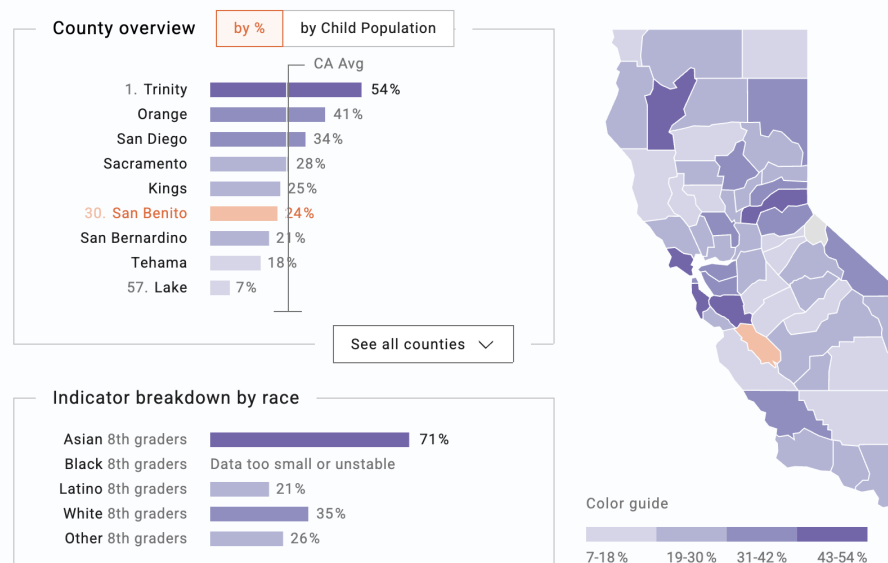 County overview
by %
by Child Population
CA Avg
1. Trinity 54%
Orange 41%
San Diego 34%
Sacramento 28%
Kings 25%
30. San Benito 24%
San Bernardino 21%
Tehama 18%
57. Lake 7%
See all counties
Indicator breakdown by race
Asian 8th graders 71%
Black 8th graders Data too small or unstable
Latino 8th graders 21%
White 8th graders 35%
Other 8th graders 26%
Color guide
7-18% 19-30% 31-42% 43-54%